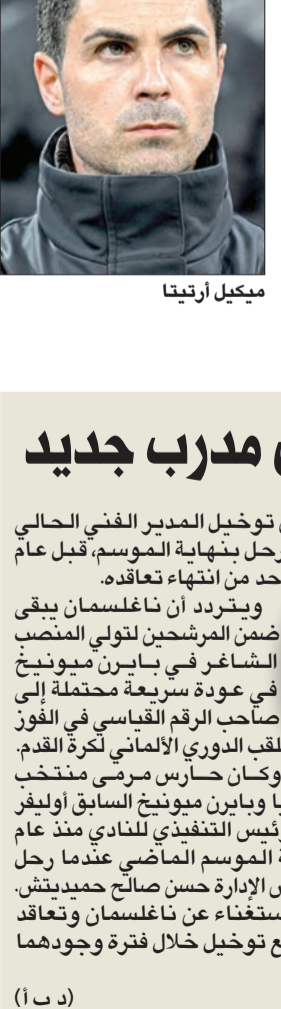 ميكيل أرتيتا
مدرب جديد
توخيل المدير الفني الحالي
رحل بنهاية الموسم، قبل عام
حد من انتهاء تعاقده.
ويتردد أن ناغلسمان يبقى
ضمن المرشحين لتولي المنصب
الشاغر في بايرن ميونيخ
في عودة سريعة محتملة إلى
صاحب الرقم القياسي في الفوز
لقب الدوري الألماني لكرة القدم.
وكان حارس مرمى منتخب
يا وبايرن ميونيخ السابق أوليفر
رئيس التنفيذي للنادي منذ عام
ة الموسم الماضي عندما رحل
س الإدارة حسن صالح حميديتش.
ستغناء عن ناغلسمان وتعاقد
ع توخيل خلال فترة وجودهما
(د ب أ)